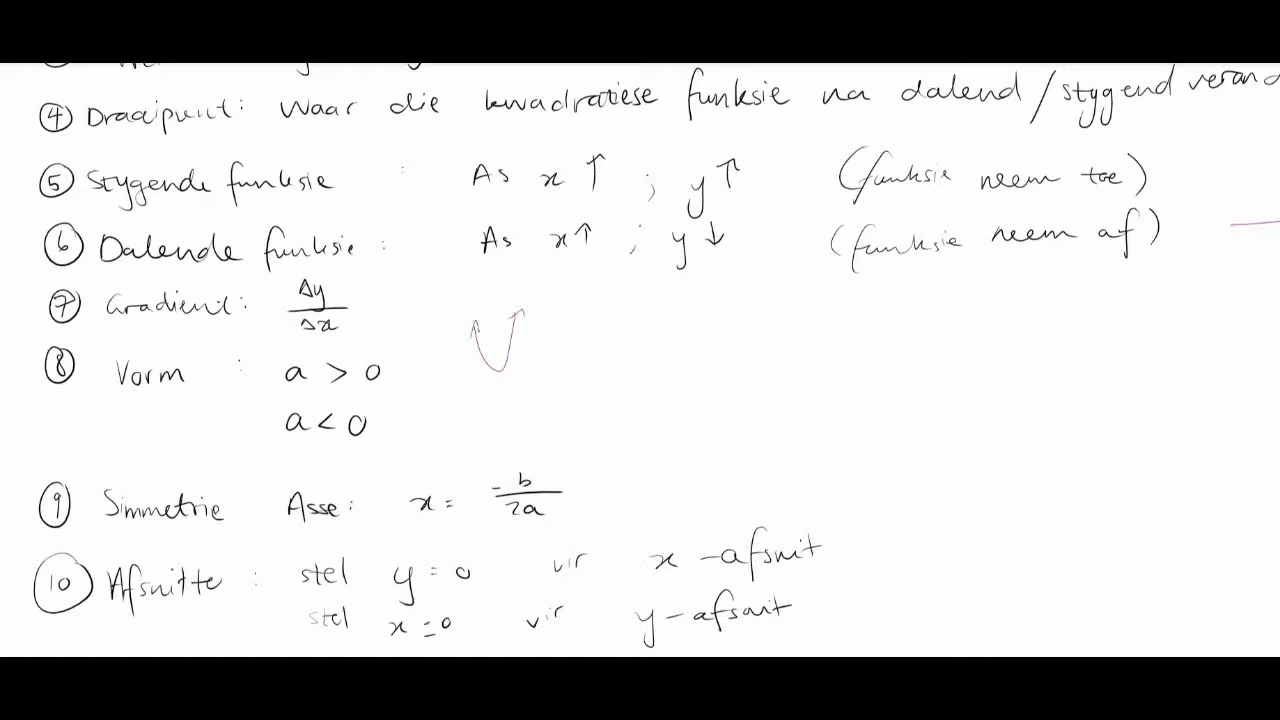 ④ Draaipunt: waar die kwadratiese funksie na dalend/stygend
⑤ Stygende funksie : As x ↑ ; y ↑ (funksie neem toe)
⑥ Dalende funksie : As x ↑ ; y ↓ (funksie neem af)
⑦ Gradient: Δy/Δx
⑧ Vorm : a > 0
a < 0
⑨ Simmetrie Asse: x = -b/2a
⑩ Afsnitte : stel y = 0 vir x-afsnit
stel x = 0 vir y-afsnit